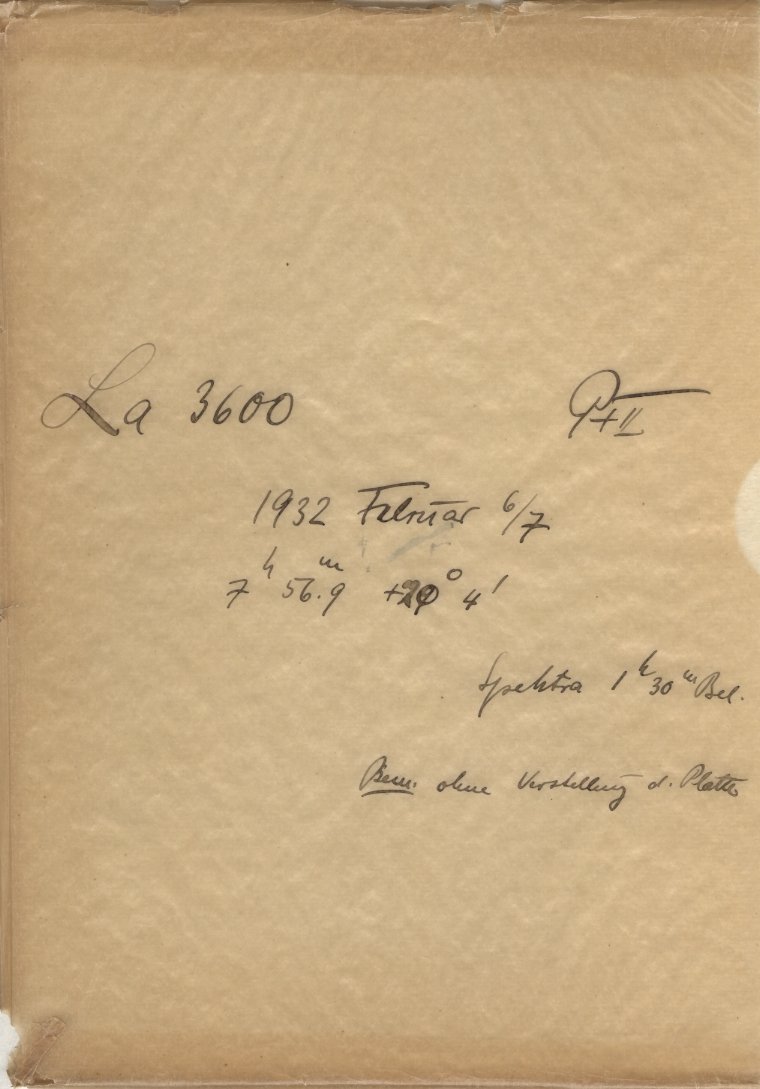 La 3600 P+II
1932 Februar 6/7
7h 56.9m +20° 4'
Spektra 1h 30m Bel.
Bem. ohne Verstellung d. Platte